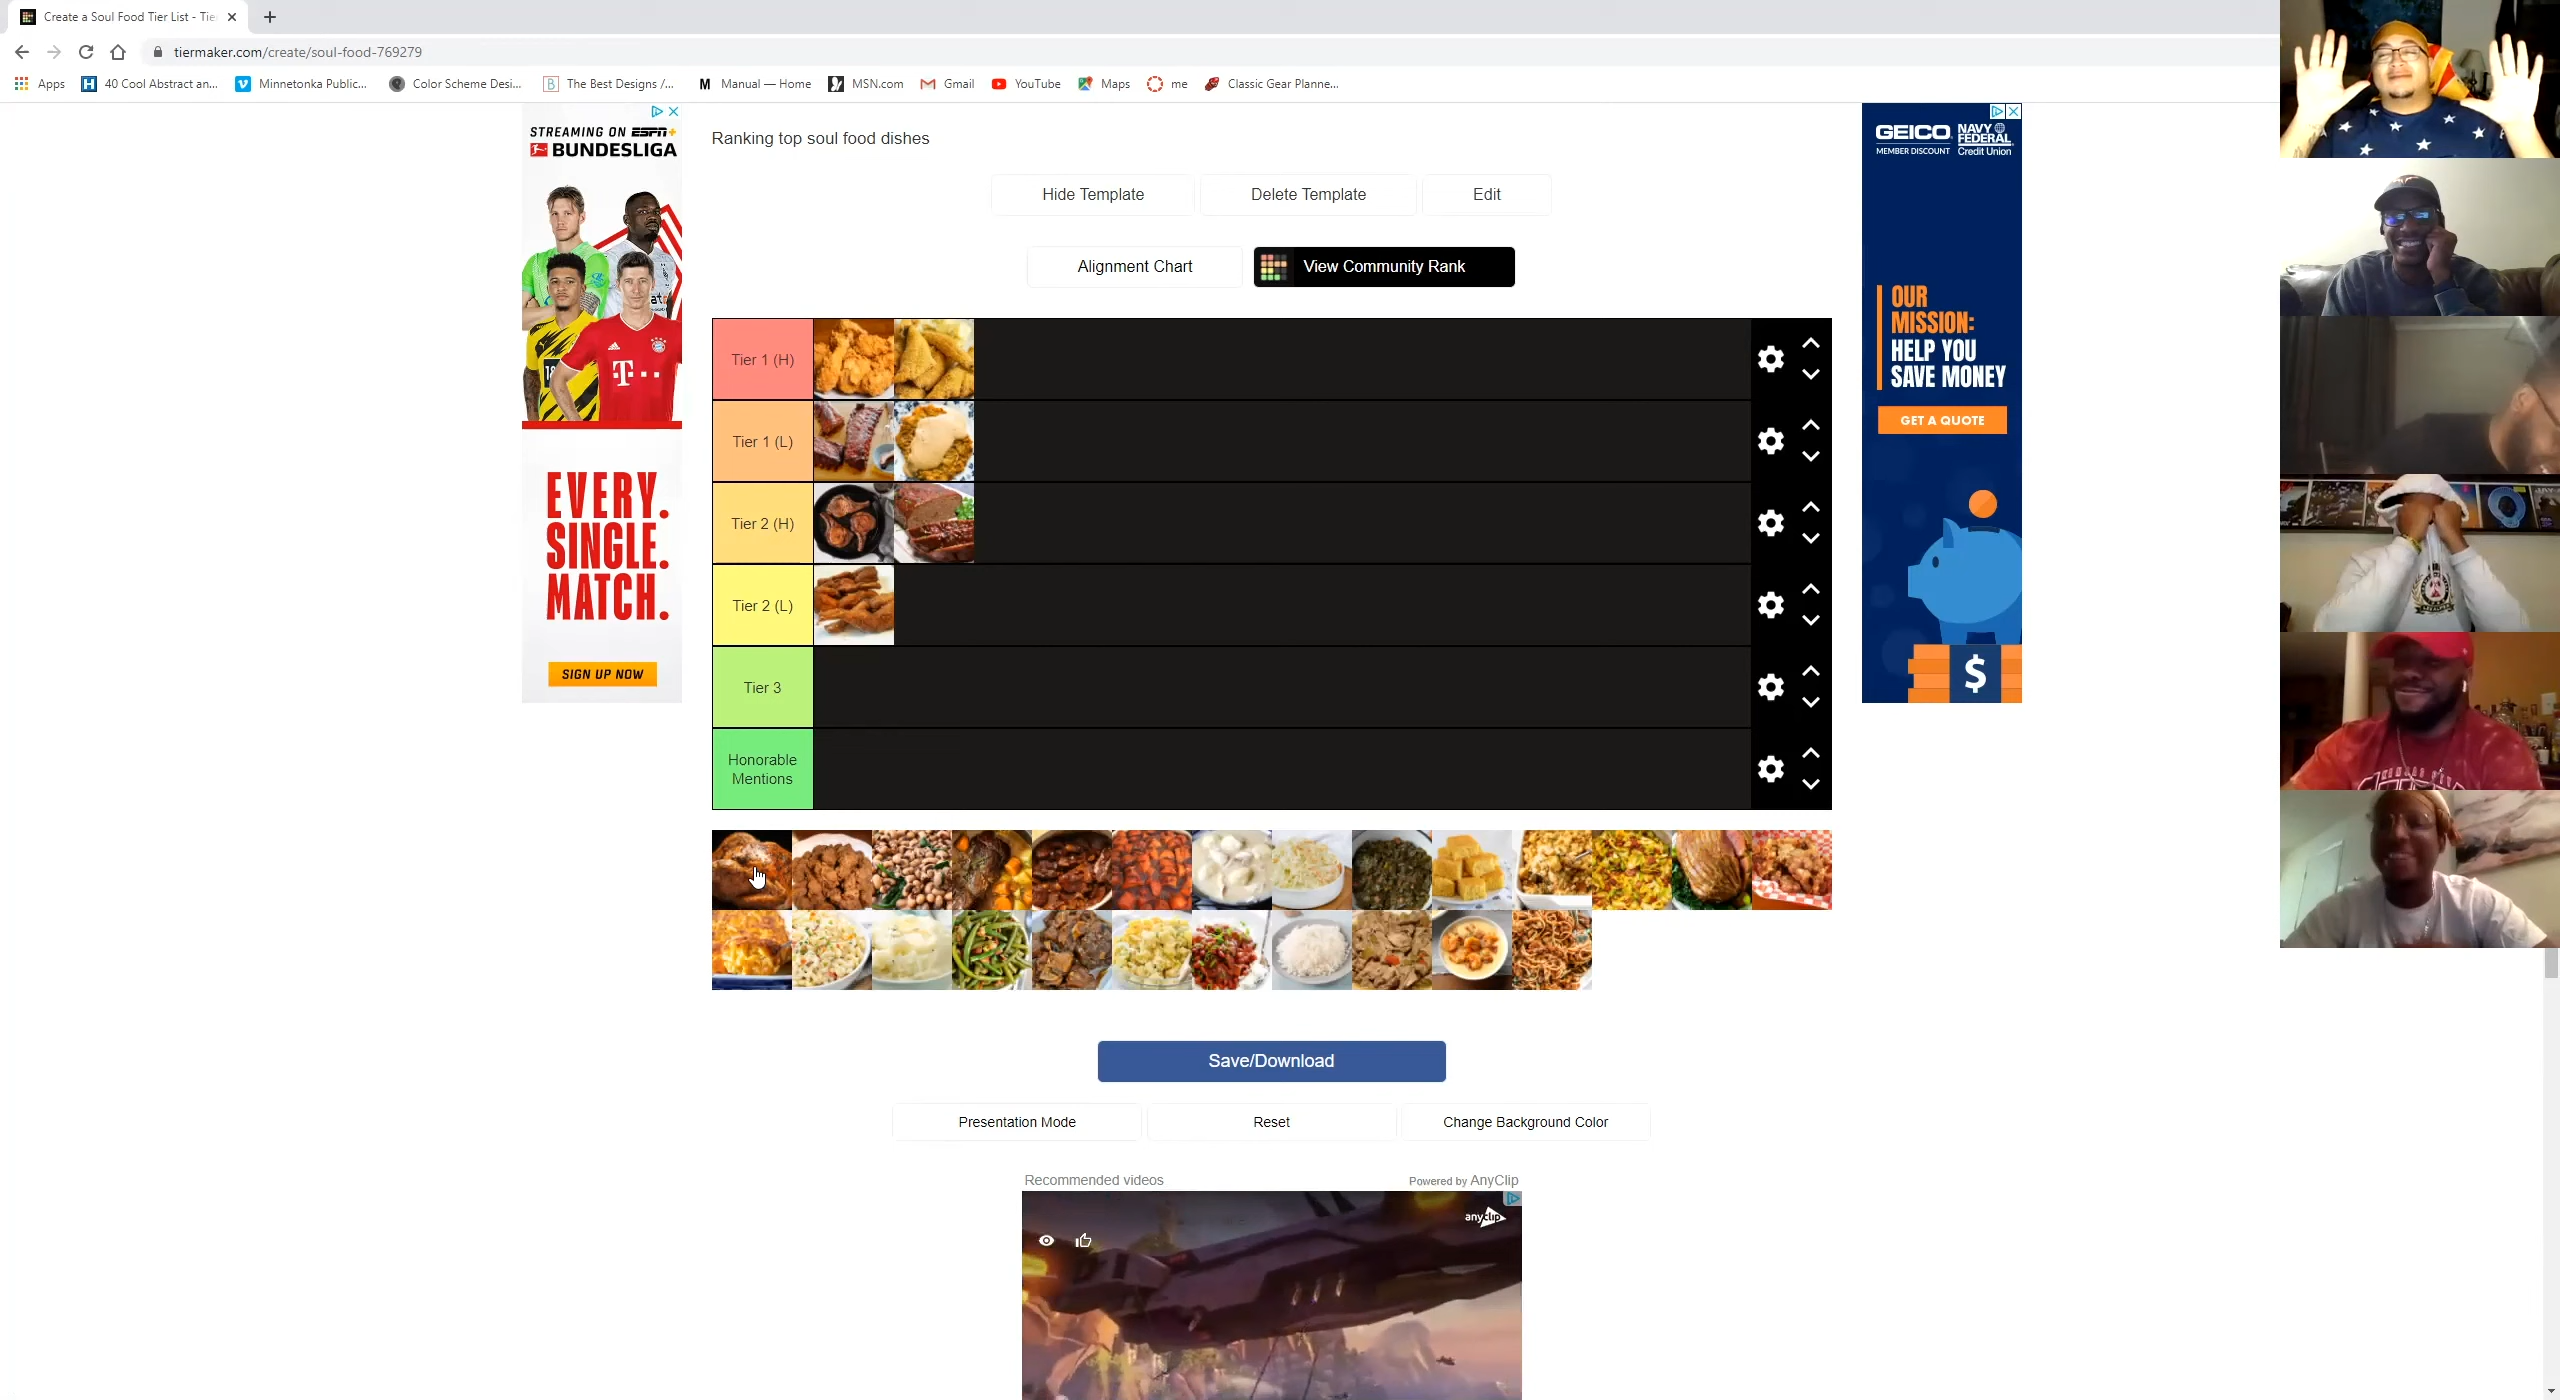 Create a Soul Food Tier List - Tie
tiermaker.com/create/soul-food-769279
Apps
40 Cool Abstract an...
Minnetonka Public...
Color Scheme Desi...
The Best Designs /...
Manual — Home
MSN.com
Gmail
YouTube
Maps
me
Classic Gear Planne...
STREAMING ON ESPN+
BUNDESLIGA
EVERY.
SINGLE.
MATCH.
SIGN UP NOW
Ranking top soul food dishes
Hide Template
Delete Template
Edit
Alignment Chart
View Community Rank
Tier 1 (H)
Tier 1 (L)
Tier 2 (H)
Tier 2 (L)
Tier 3
Honorable
Mentions
GEICO
MEMBER DISCOUNT
NAVY
FEDERAL
Credit Union
OUR
MISSION:
HELP YOU
SAVE MONEY
GET A QUOTE
$
Save/Download
Presentation Mode
Reset
Change Background Color
Recommended videos
Powered by AnyClip
anyclip